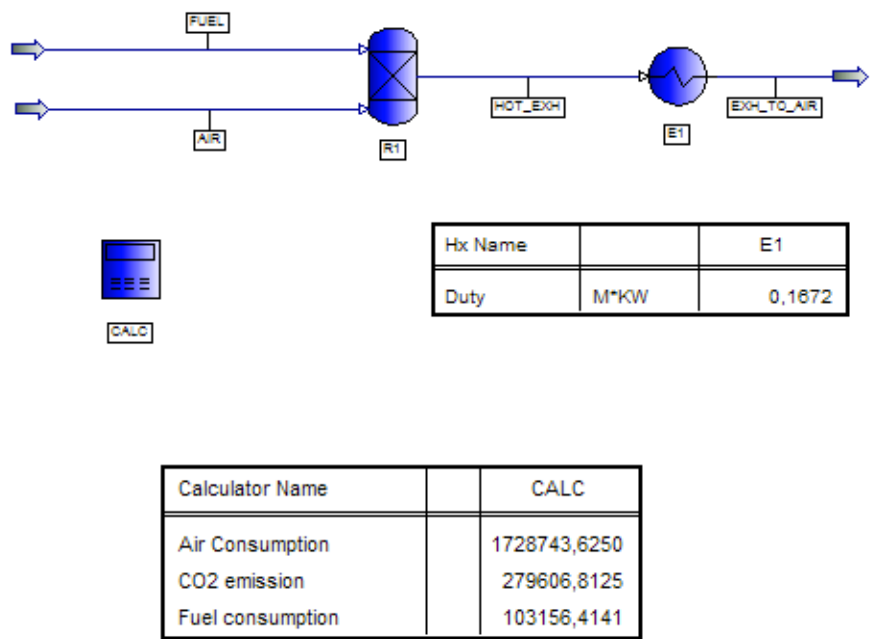 FUEL
AIR
R1
HOT_EXH
E1
EXH_TO_AIR
CALC
Hx Name E1
Duty M*KW 0,1672
Calculator Name CALC
Air Consumption 1728743,6250
CO2 emission 279606,8125
Fuel consumption 103156,4141